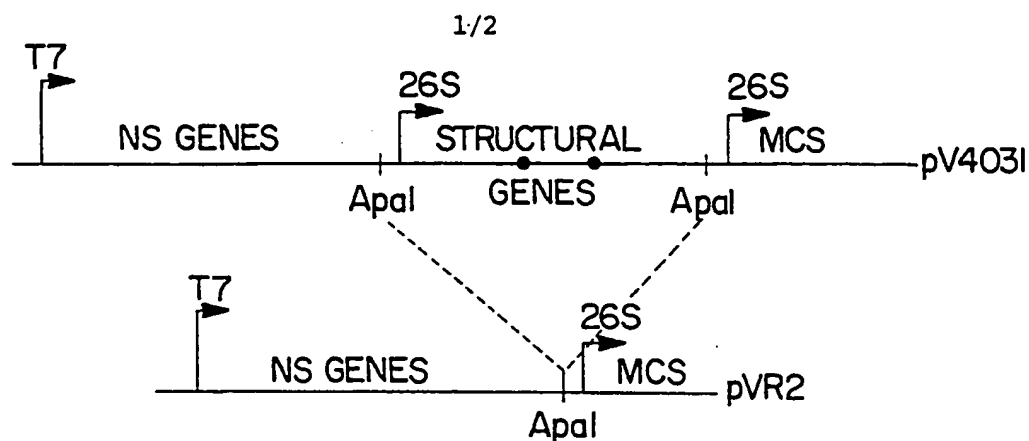 1/2
T7
26S
26S
NS GENES
STRUCTURAL
MCS
pV4031
ApaI
GENES
ApaI
T7
26S
NS GENES
MCS
pVR2
ApaI